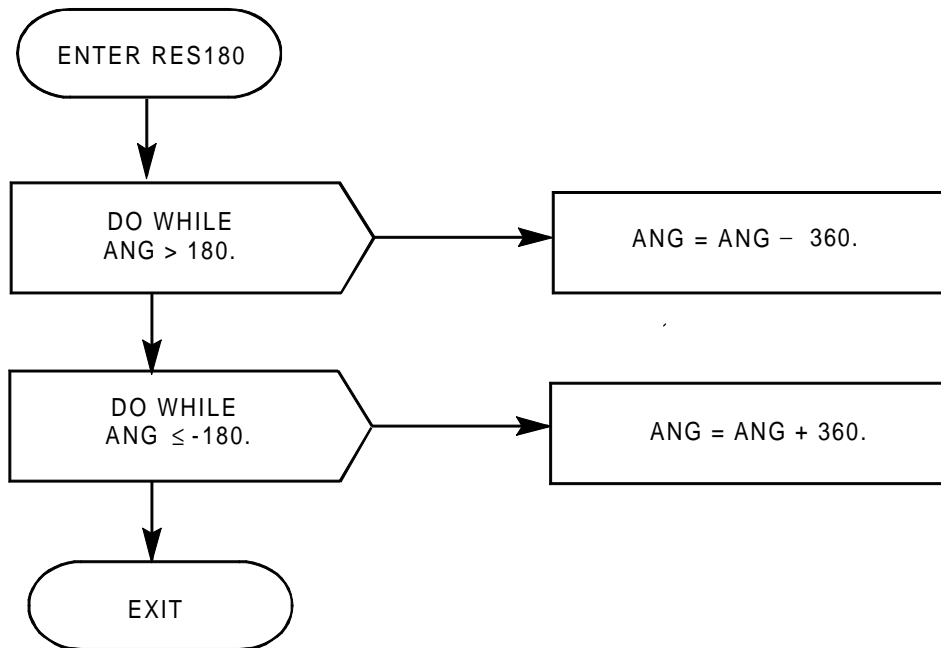 ENTER RES180
DO WHILE
ANG > 180.
ANG = ANG – 360.
DO WHILE
ANG ≤ -180.
ANG = ANG + 360.
EXIT